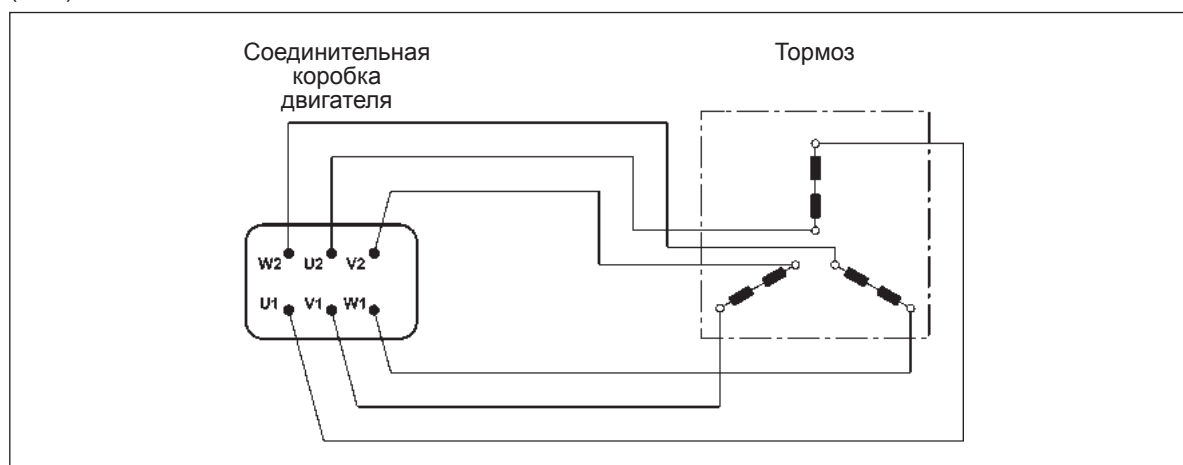 Соединительная
коробка
двигателя
Тормоз
W2 U2 V2
U1 V1 W1